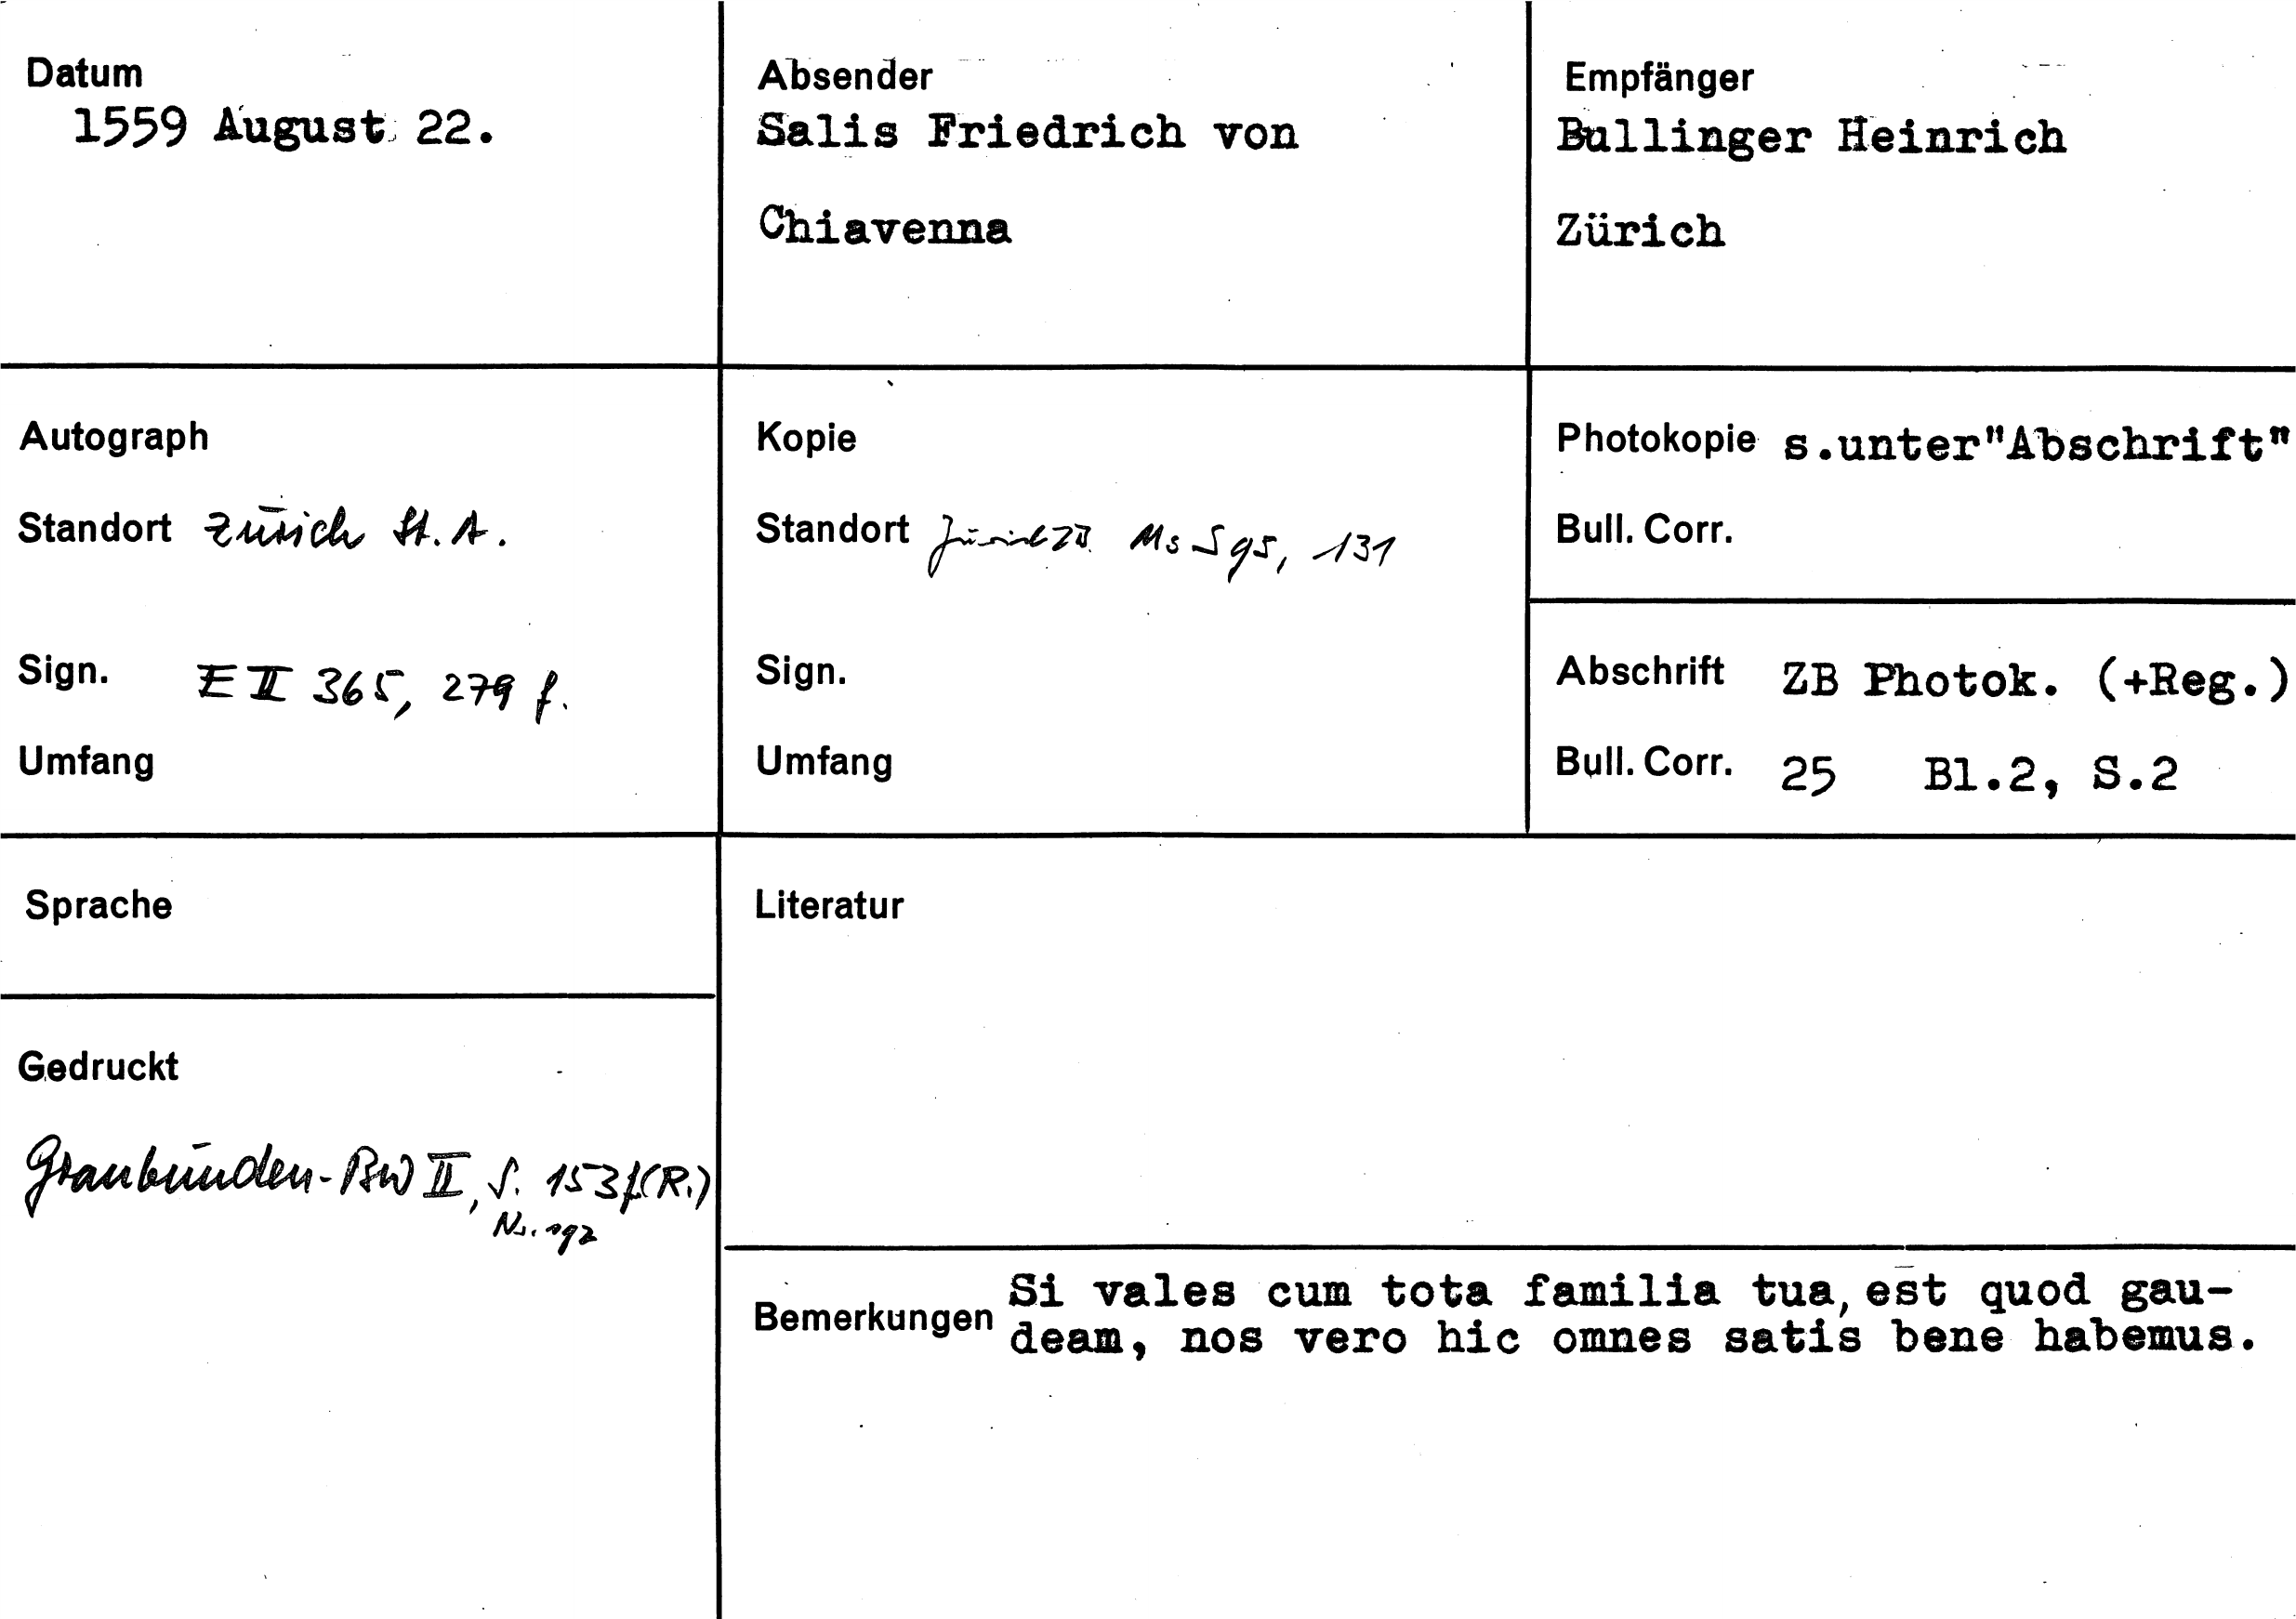 Datum
1559 August 22.
Absender
Salis Friedrich von
Chiavenna
Empfänger
Bullinger Heinrich
Zürich
Autograph
Standort Zürich St. A.
Sign. E II 365, 279 f.
Umfang
Kopie
Standort Zürich ZB Ms S 95, 131
Sign.
Umfang
Photokopie s.unter"Abschrift"
Bull. Corr.
Abschrift ZB Photok. (+Reg.)
Bull. Corr. 25 Bl.2, S.2
Sprache
Gedruckt
Graubünden-BW II, S. 153f(R.)
Nr. 192
Literatur
Bemerkungen
Si vales cum tota familia tua, est quod gau-
deam, nos vero hic omnes satis bene habemus.